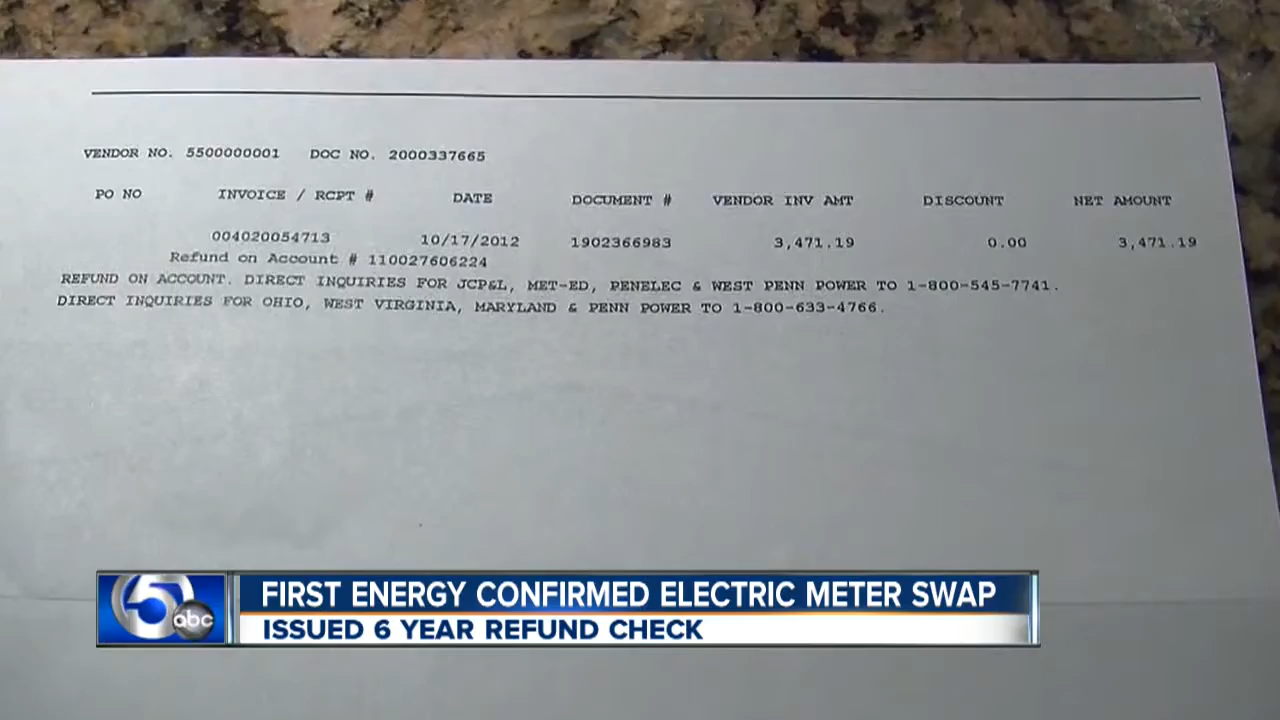 VENDOR NO. 5500000001 DOC NO. 2000337665
PO NO INVOICE / RCPT # DATE DOCUMENT # VENDOR INV AMT DISCOUNT NET AMOUNT
004020054713 10/17/2012 1902366983 3,471.19 0.00 3,471.19
Refund on Account # 110027606224
REFUND ON ACCOUNT. DIRECT INQUIRIES FOR JCP&L, MET-ED, PENELEC & WEST PENN POWER TO 1-800-545-7741.
DIRECT INQUIRIES FOR OHIO, WEST VIRGINIA, MARYLAND & PENN POWER TO 1-800-633-4766.
5 abc
FIRST ENERGY CONFIRMED ELECTRIC METER SWAP
ISSUED 6 YEAR REFUND CHECK